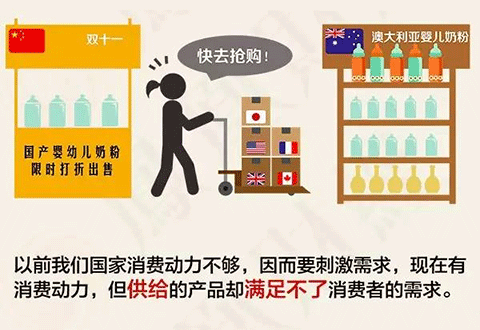 双十一
快去抢购!
澳大利亚婴儿奶粉
国产婴幼儿奶粉
限时打折出售
以前我们国家消费动力不够，因而要刺激需求，现在有
消费动力，但供给的产品却满足不了消费者的需求。